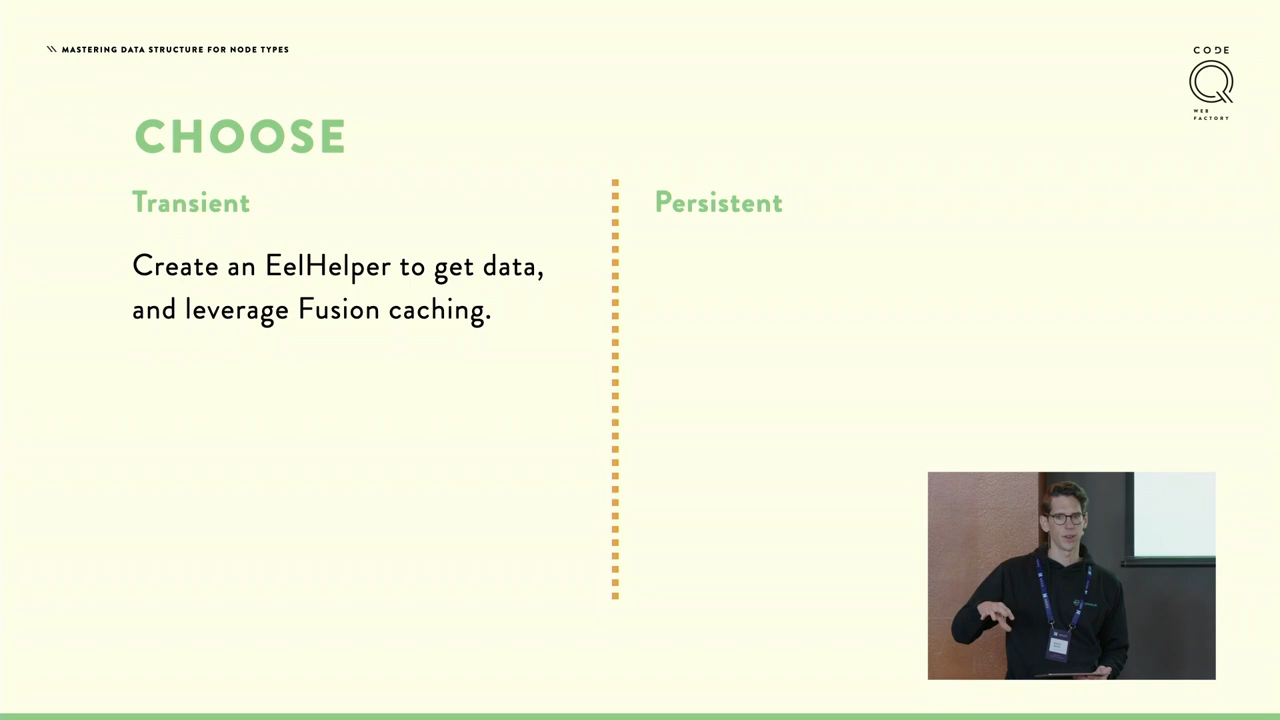 \\ MASTERING DATA STRUCTURE FOR NODE TYPES
CODE
Q
WEB
FACTORY
CHOOSE
Transient
Persistent
Create an EelHelper to get data,
and leverage Fusion caching.